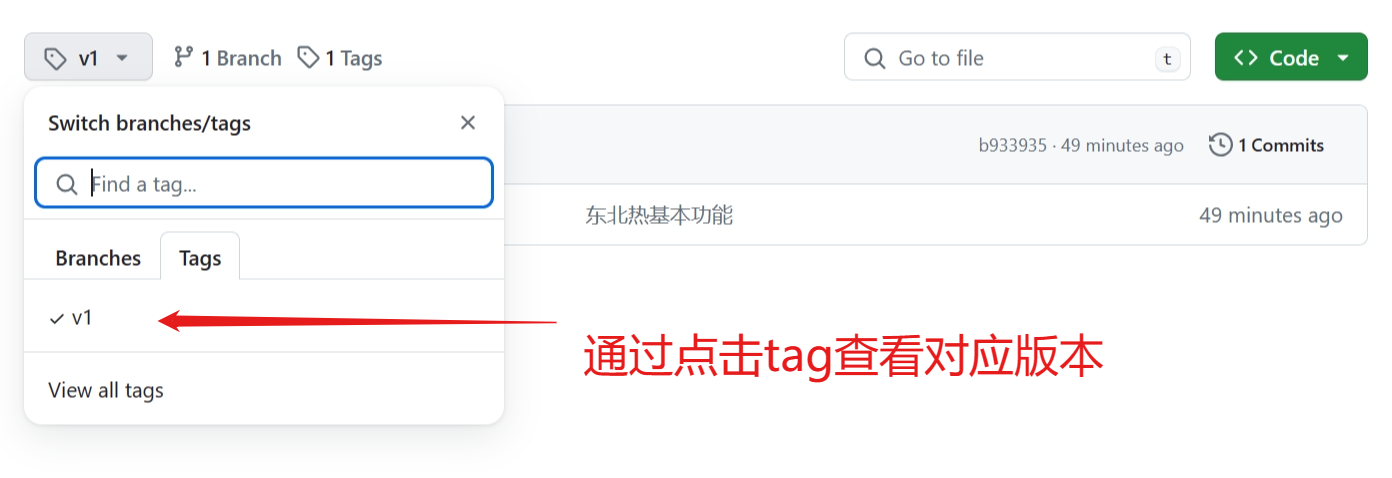 v1
1 Branch
1 Tags
Go to file
t
Code
Switch branches/tags
b933935 · 49 minutes ago
1 Commits
Find a tag...
东北热基本功能
49 minutes ago
Branches
Tags
v1
通过点击tag查看对应版本
View all tags